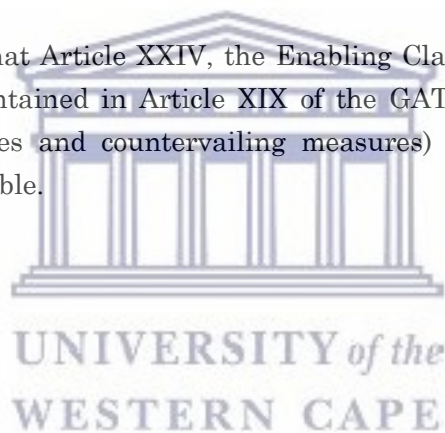 hat Article XXIV, the Enabling Cla
ntained in Article XIX of the GAT
es and countervailing measures)
ble.
UNIVERSITY of the
WESTERN CAPE